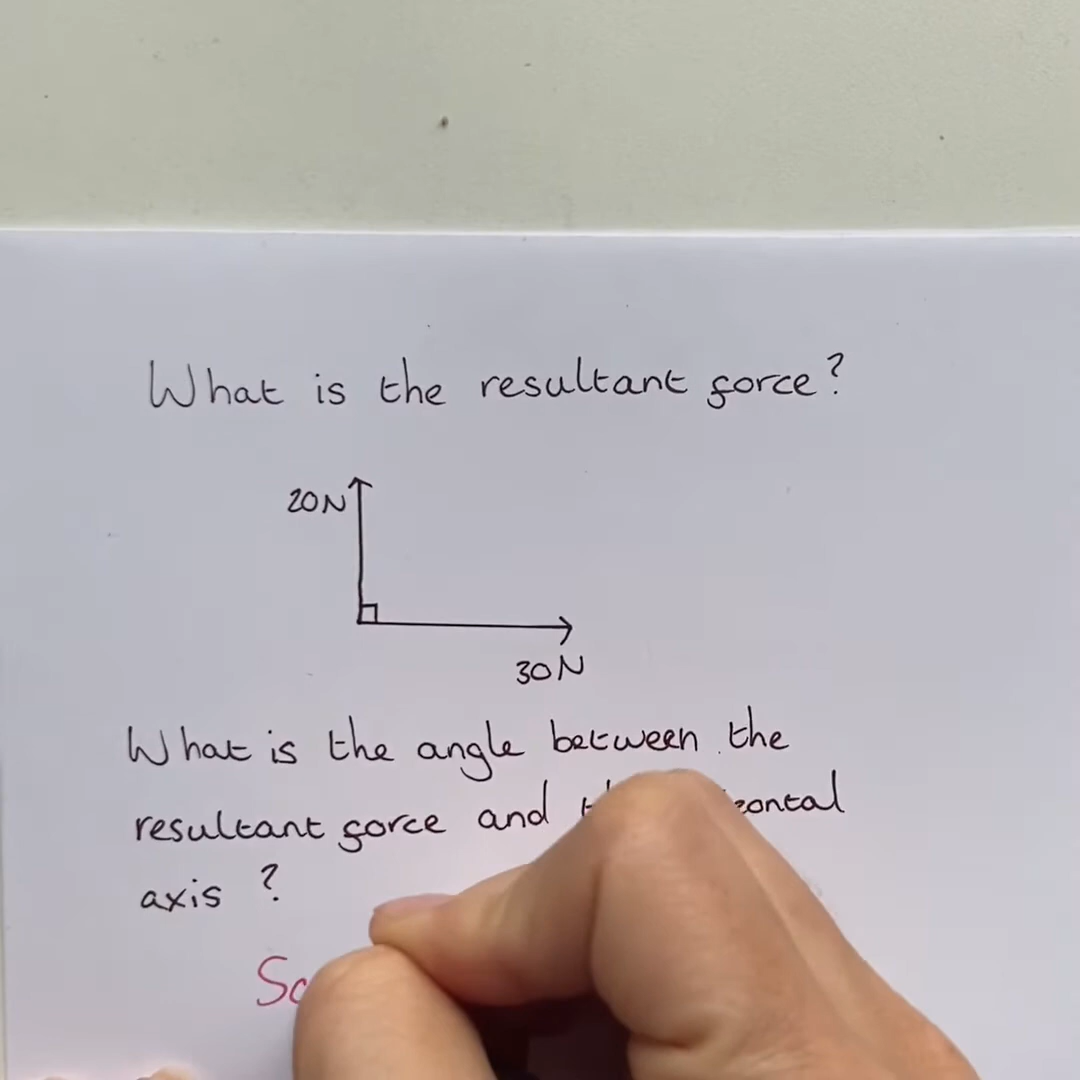 What is the resultant force?
20N
30N
What is the angle between the
resultant force and
axis ?